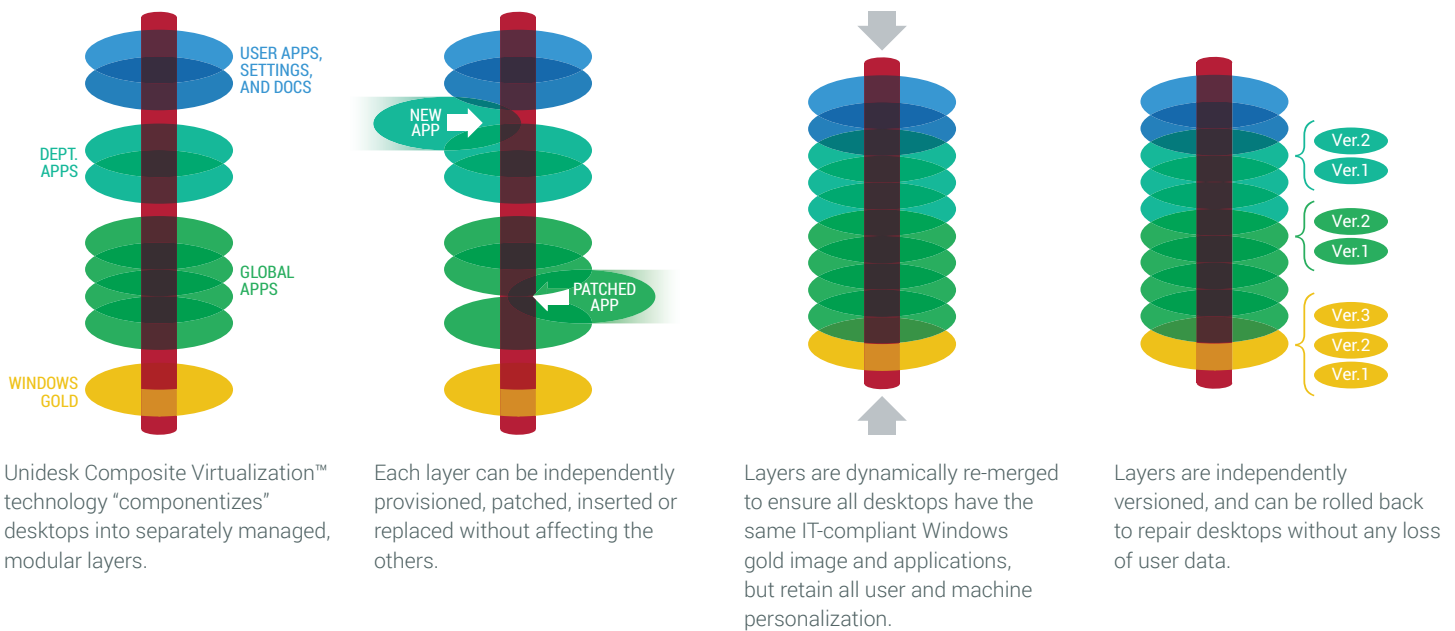 USER APPS,
SETTINGS,
AND DOCS
DEPT.
APPS
GLOBAL
APPS
WINDOWS
GOLD
Unidesk Composite Virtualization™
technology “componentizes”
desktops into separately managed,
modular layers.
NEW
APP
PATCHED
APP
Each layer can be independently
provisioned, patched, inserted or
replaced without affecting the
others.
Layers are dynamically re-merged
to ensure all desktops have the
same IT-compliant Windows
gold image and applications,
but retain all user and machine
personalization.
Ver.2
Ver.1
Ver.2
Ver.1
Ver.3
Ver.2
Ver.1
Layers are independently
versioned, and can be rolled back
to repair desktops without any loss
of user data.